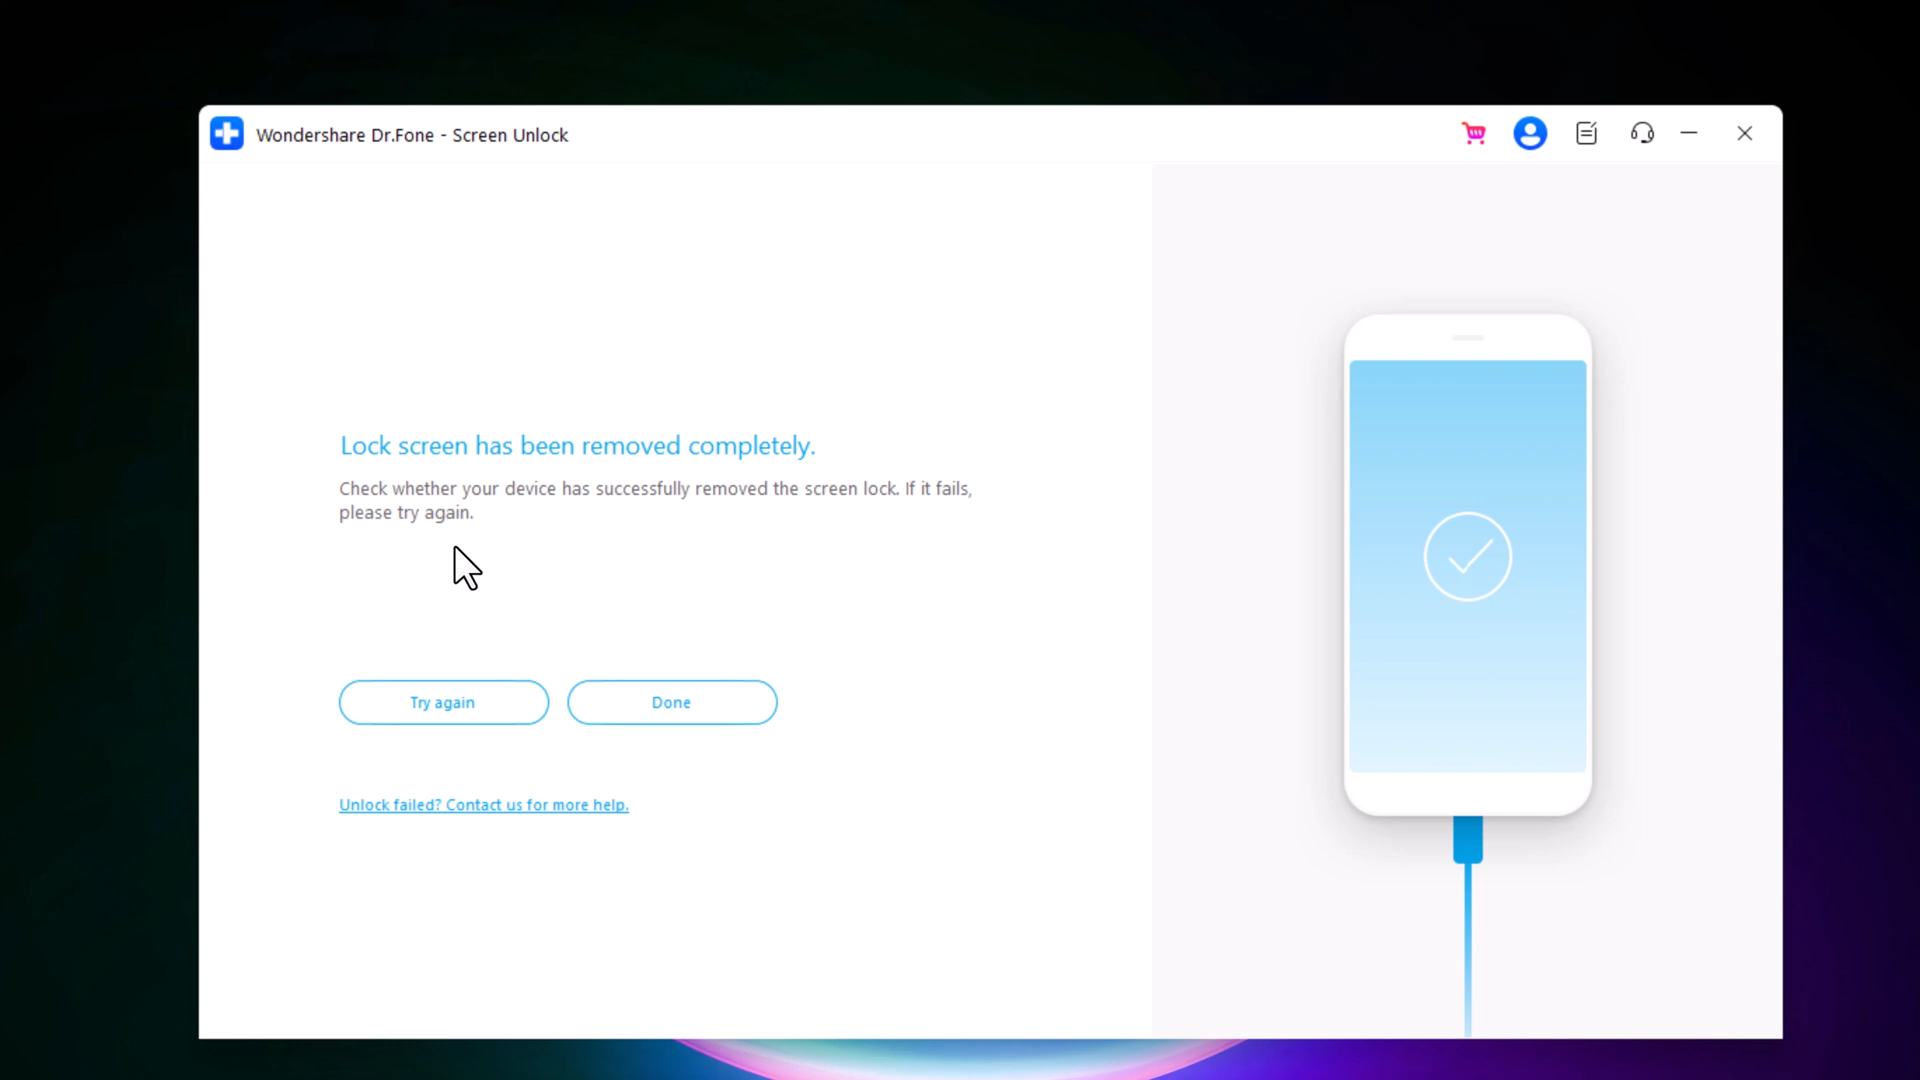 Wondershare Dr.Fone - Screen Unlock
Lock screen has been removed completely.
Check whether your device has successfully removed the screen lock. If it fails,
please try again.
Try again
Done
Unlock failed? Contact us for more help.